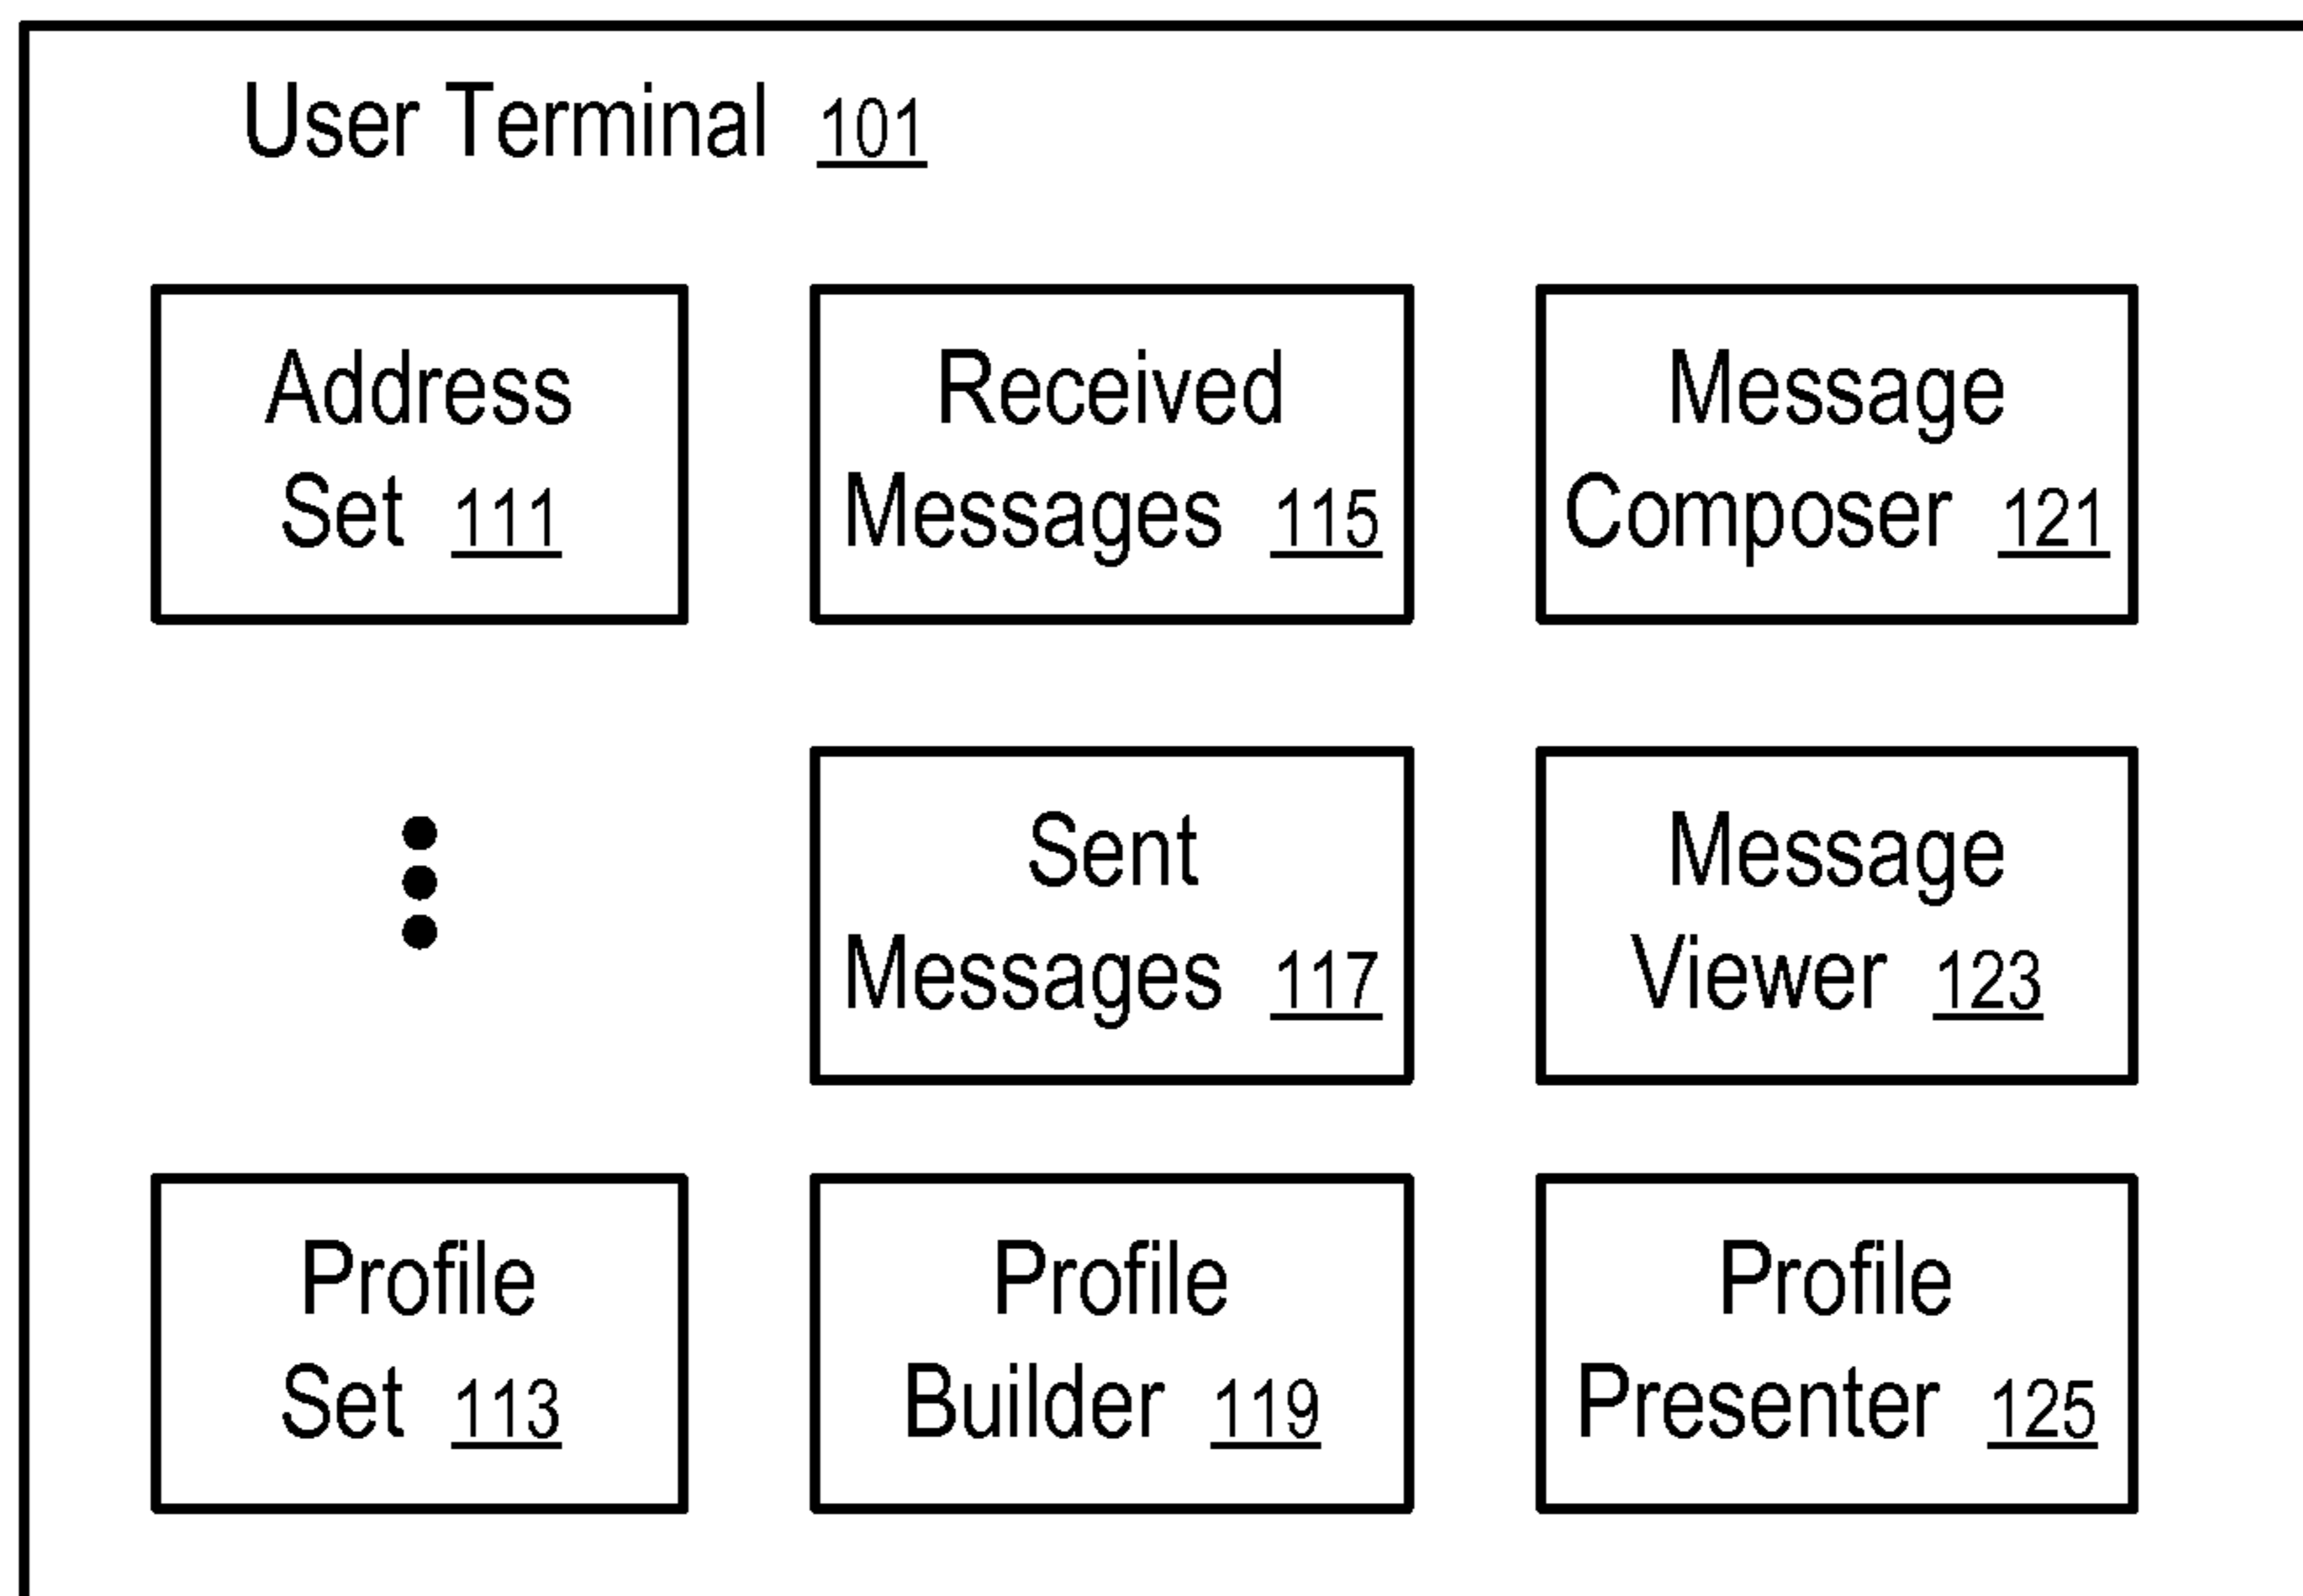 User Terminal 101
Address
Set 111
Received
Messages 115
Message
Composer 121
Sent
Messages 117
Message
Viewer 123
Profile
Set 113
Profile
Builder 119
Profile
Presenter 125